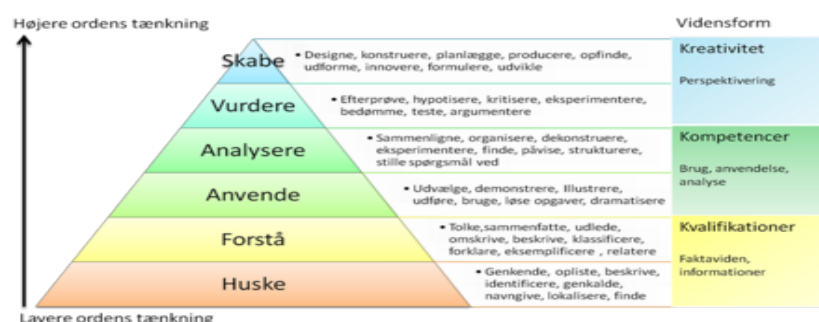 Højere ordens tænkning
Vidensform
Skabe
• Designe, konstruere, planlægge, producere, opfinde,
udforme, innovere, formulere, udvikle
Kreativitet
Perspektivering
Vurdere
• Efterprøve, hypotisere, kritisere, eksperimentere,
bedømme, teste, argumentere
Analysere
• Sammenligne, organisere, dekonstruere,
eksperimentere, finde, påvise, strukturere,
stille spørgsmål ved
Kompetencer
Brug, anvendelse,
analyse
Anvende
• Udvælge, demonstrere, Illustrere,
udføre, bruge, løse opgaver, dramatisere
Forstå
• Tolke,sammenfatte, udlede,
omskrive, beskrive, klassificere,
forklare, eksemplificere , relatere
Kvalifikationer
Faktaviden,
informationer
Huske
• Genkende, opliste, beskrive,
identificere, genkalde,
navngive, lokalisere, finde
Lavere ordens tænkning